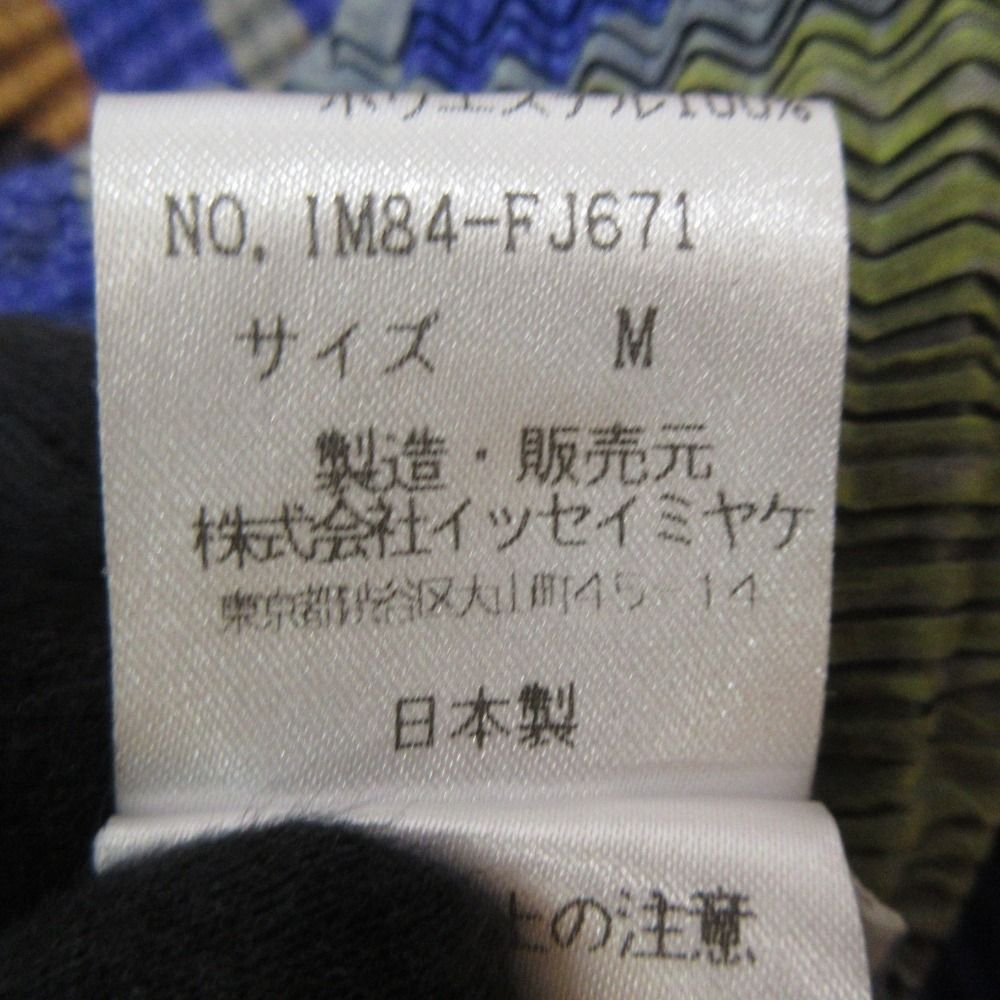 ポリエステル100%
NO. IM84-FJ671
サイズ M
製造・販売元
株式会社イッセイミヤケ
東京都渋谷区大山町45-14
日本製
上の注意